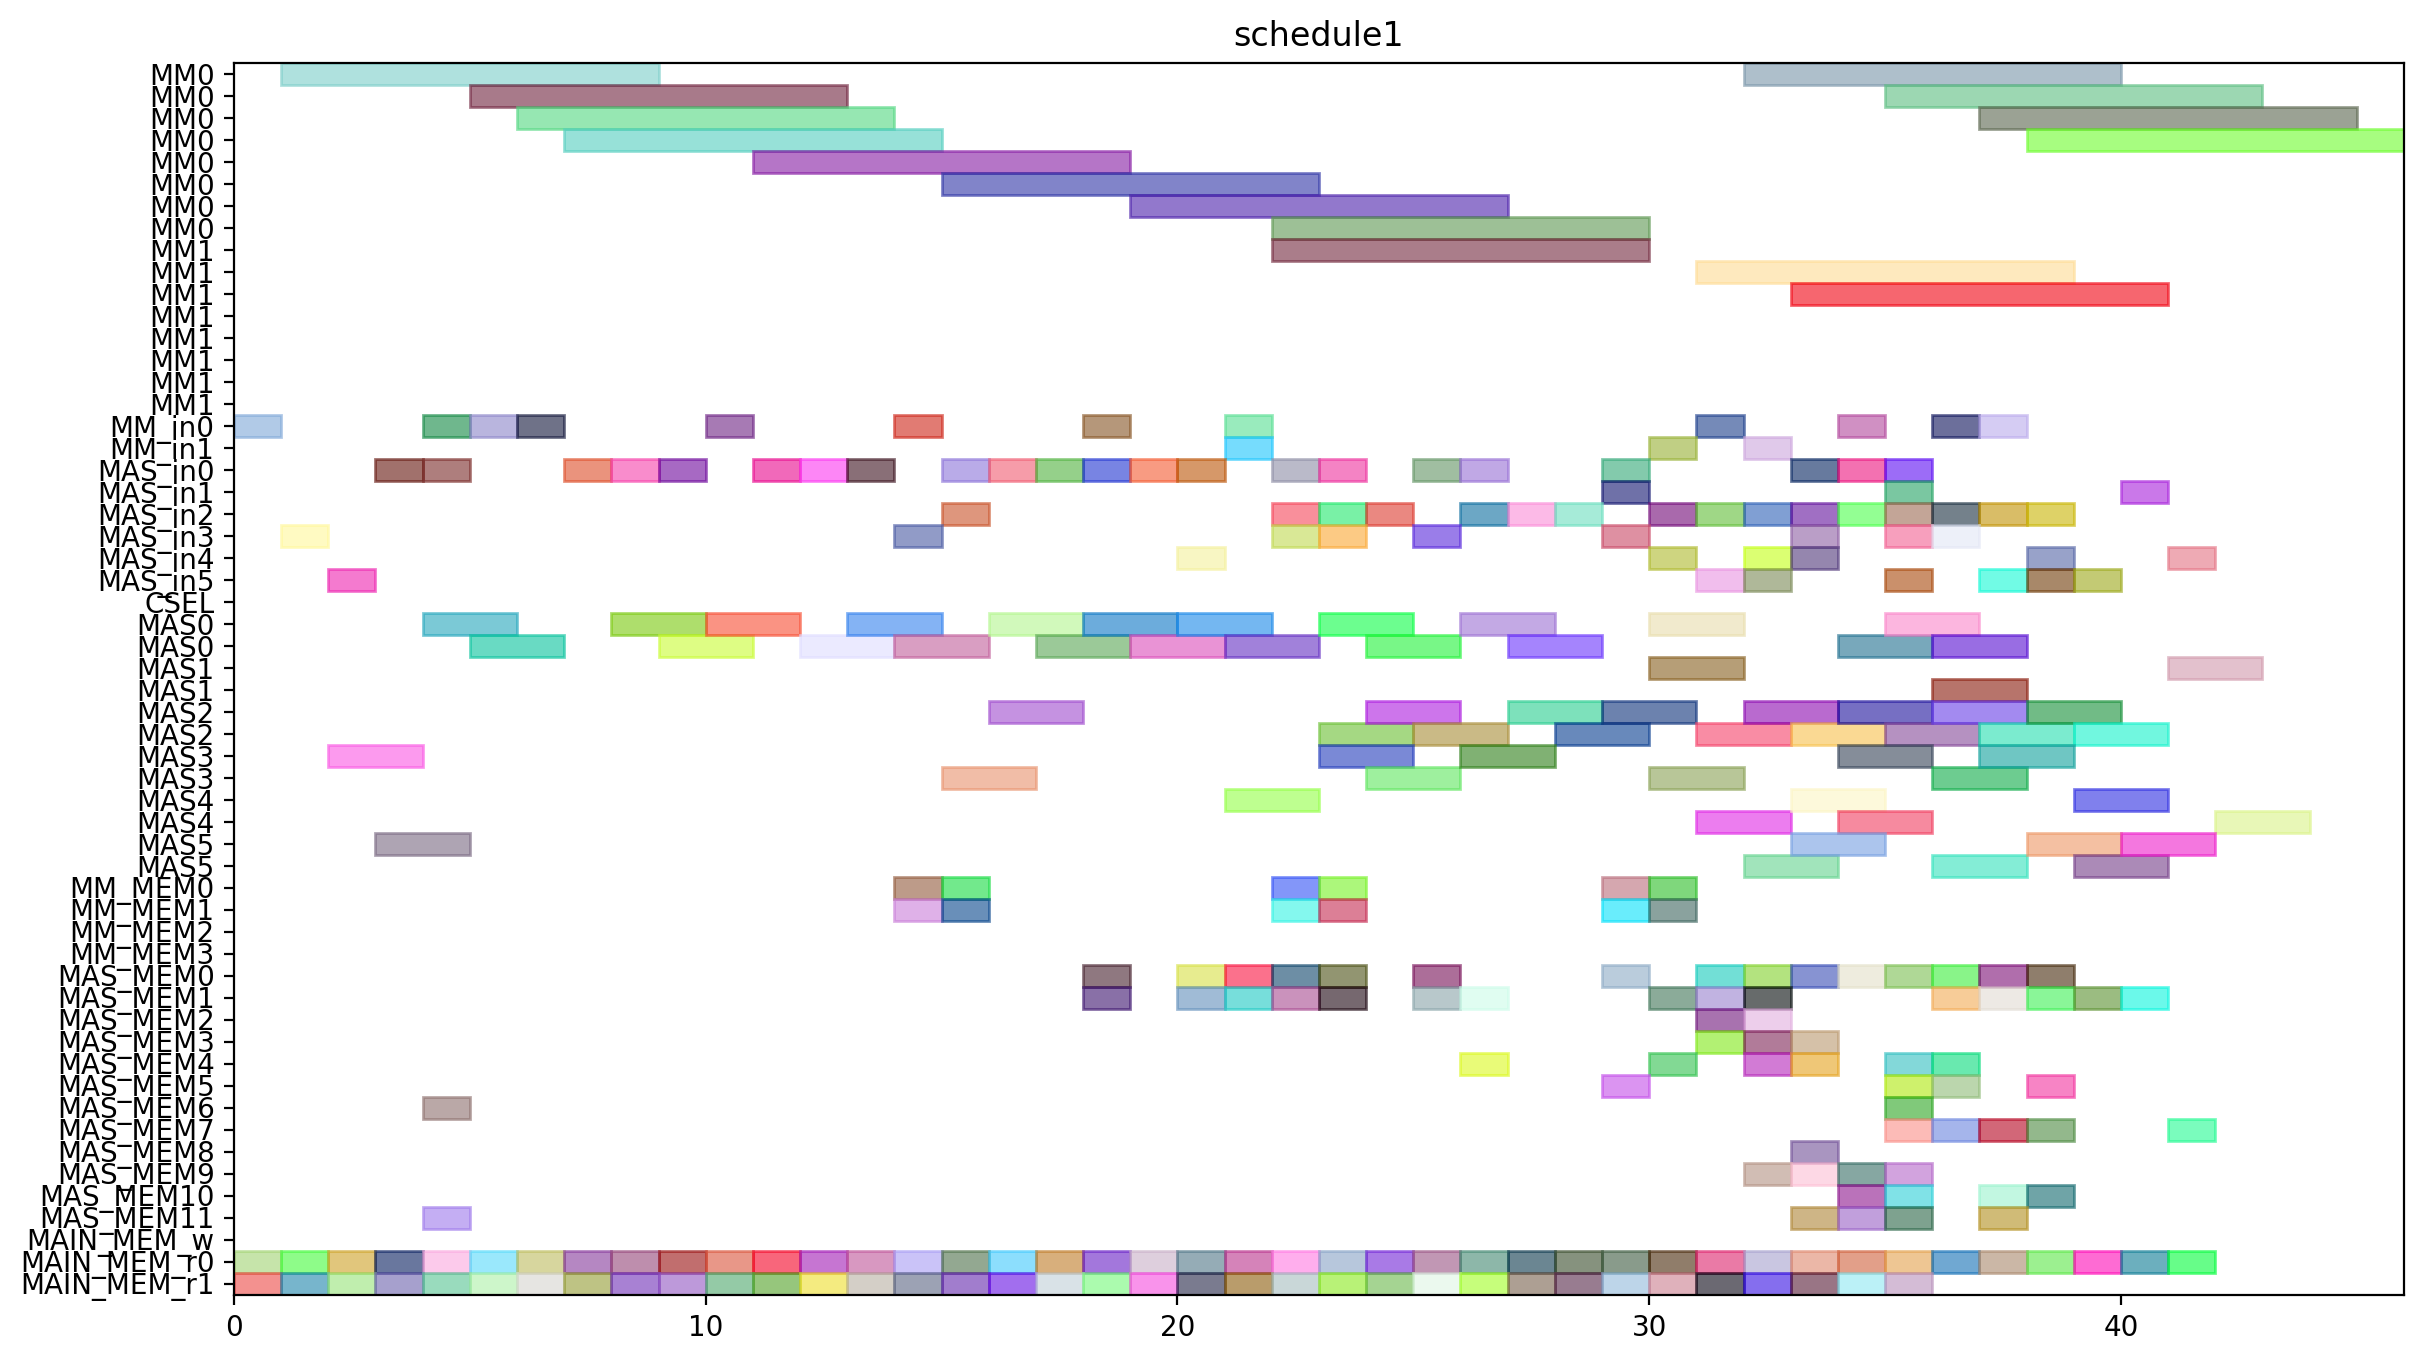 schedule1
MM0
MM0
MM0
MM0
MM0
MM0
MM0
MM0
MM1
MM1
MM1
MM1
MM1
MM1
MM1
MM1
MM_in0
MM_in1
MAS_in0
MAS_in1
MAS_in2
MAS_in3
MAS_in4
MAS_in5
CSEL
MAS0
MAS0
MAS1
MAS1
MAS2
MAS2
MAS3
MAS3
MAS4
MAS4
MAS5
MAS5
MM_MEM0
MM_MEM1
MM_MEM2
MM_MEM3
MAS_MEM0
MAS_MEM1
MAS_MEM2
MAS_MEM3
MAS_MEM4
MAS_MEM5
MAS_MEM6
MAS_MEM7
MAS_MEM8
MAS_MEM9
MAS_MEM10
MAS_MEM11
MAIN_MEM_w
MAIN_MEM_r0
MAIN_MEM_r1
0 10 20 30 40